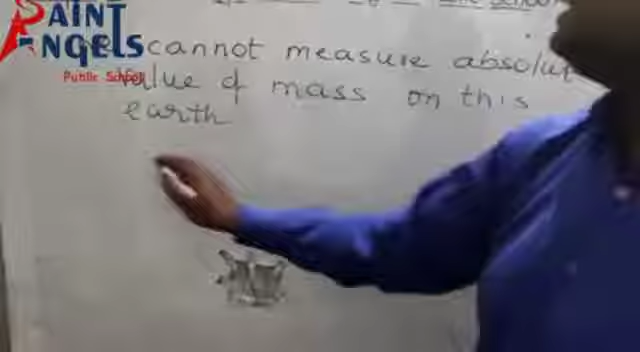 SAINT
ANGELS
Public School
cannot measure absolut
value of mass on this
earth